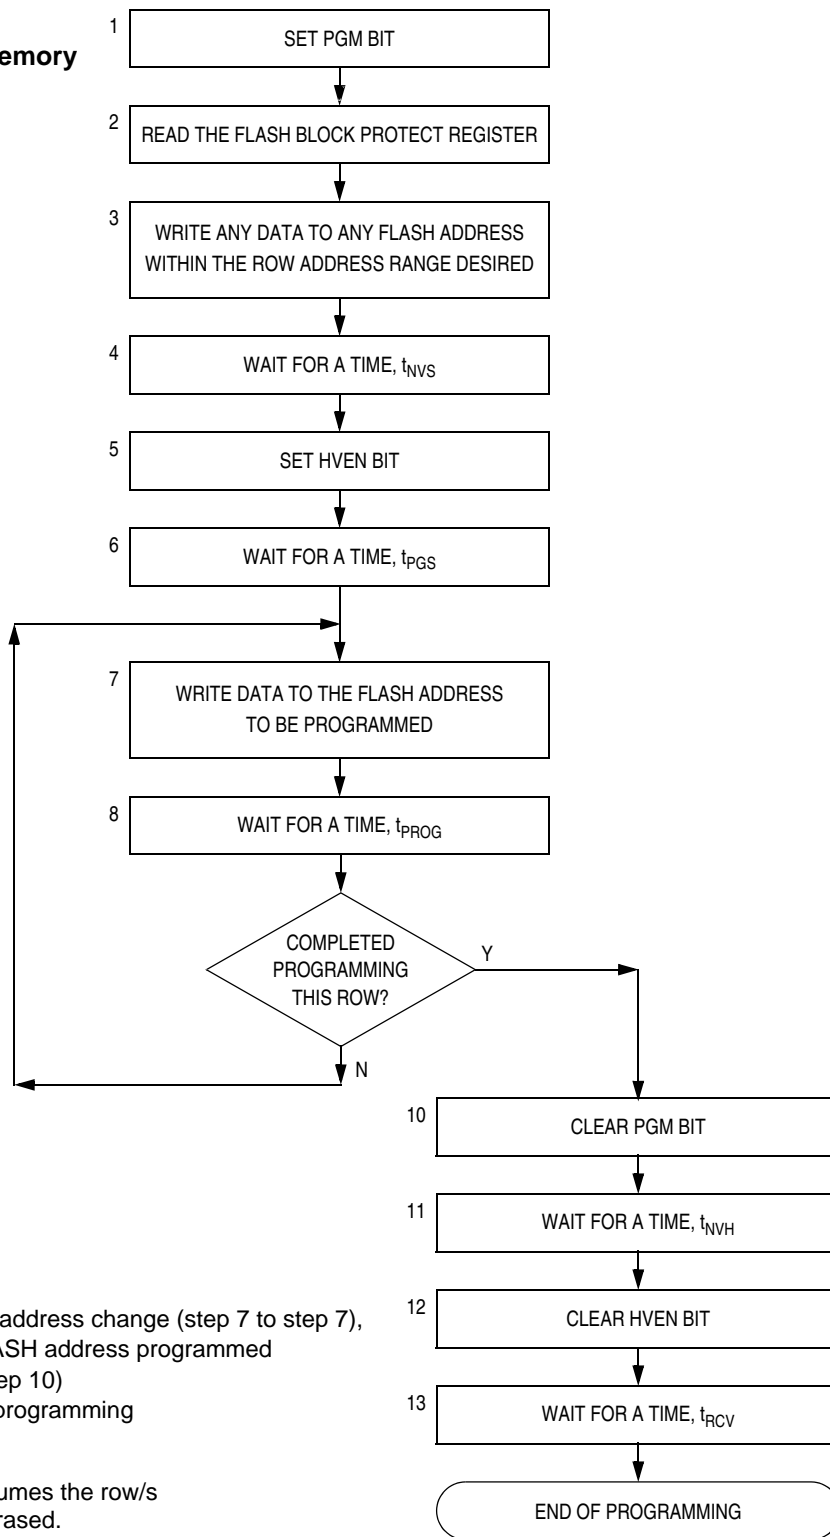 emory
1
SET PGM BIT
2
READ THE FLASH BLOCK PROTECT REGISTER
3
WRITE ANY DATA TO ANY FLASH ADDRESS
WITHIN THE ROW ADDRESS RANGE DESIRED
4
WAIT FOR A TIME, tNVS
5
SET HVEN BIT
6
WAIT FOR A TIME, tPGS
7
WRITE DATA TO THE FLASH ADDRESS
TO BE PROGRAMMED
8
WAIT FOR A TIME, tPROG
COMPLETED
PROGRAMMING
THIS ROW?
Y
N
10
CLEAR PGM BIT
11
WAIT FOR A TIME, tNVH
12
CLEAR HVEN BIT
13
WAIT FOR A TIME, tRCV
END OF PROGRAMMING
address change (step 7 to step 7),
ASH address programmed
ep 10)
programming
umes the row/s
rased.